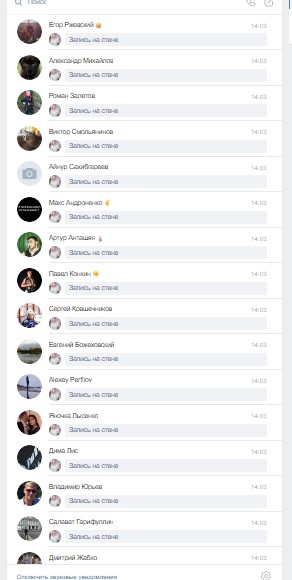 Поиск
Егор Ржевский 14:03
Запись на стене
Александр Михайлов 14:03
Запись на стене
Роман Залетов 14:03
Запись на стене
Виктор Смольянинов 14:03
Запись на стене
Айнур Сахибгареев 14:03
Запись на стене
Макс Андроненко 14:03
Запись на стене
Артур Анташян 14:03
Запись на стене
Павел Конкин 14:03
Запись на стене
Сергей Ковшечников 14:03
Запись на стене
Евгений Божеховский 14:03
Запись на стене
Alexey Perfilov 14:03
Запись на стене
Яночка Лысенко 14:03
Запись на стене
Дима Лис 14:03
Запись на стене
Владимир Юрьев 14:03
Запись на стене
Салават Гарифуллин 14:03
Запись на стене
Дмитрий Жабко 14:03
Отключить звуковые уведомления